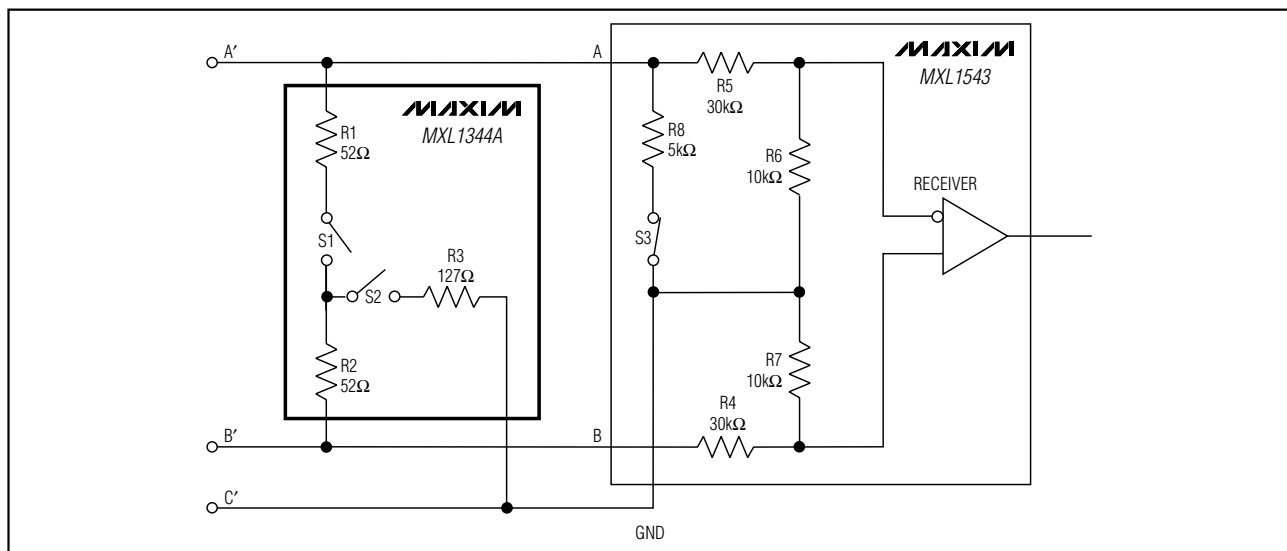 A′
A
MAXIM
MXL1543
R5
30kΩ
MAXIM
MXL1344A
R1
52Ω
R8
5kΩ
R6
10kΩ
RECEIVER
S1
S3
R3
127Ω
S2
R2
52Ω
R7
10kΩ
R4
30kΩ
B′
B
C′
GND